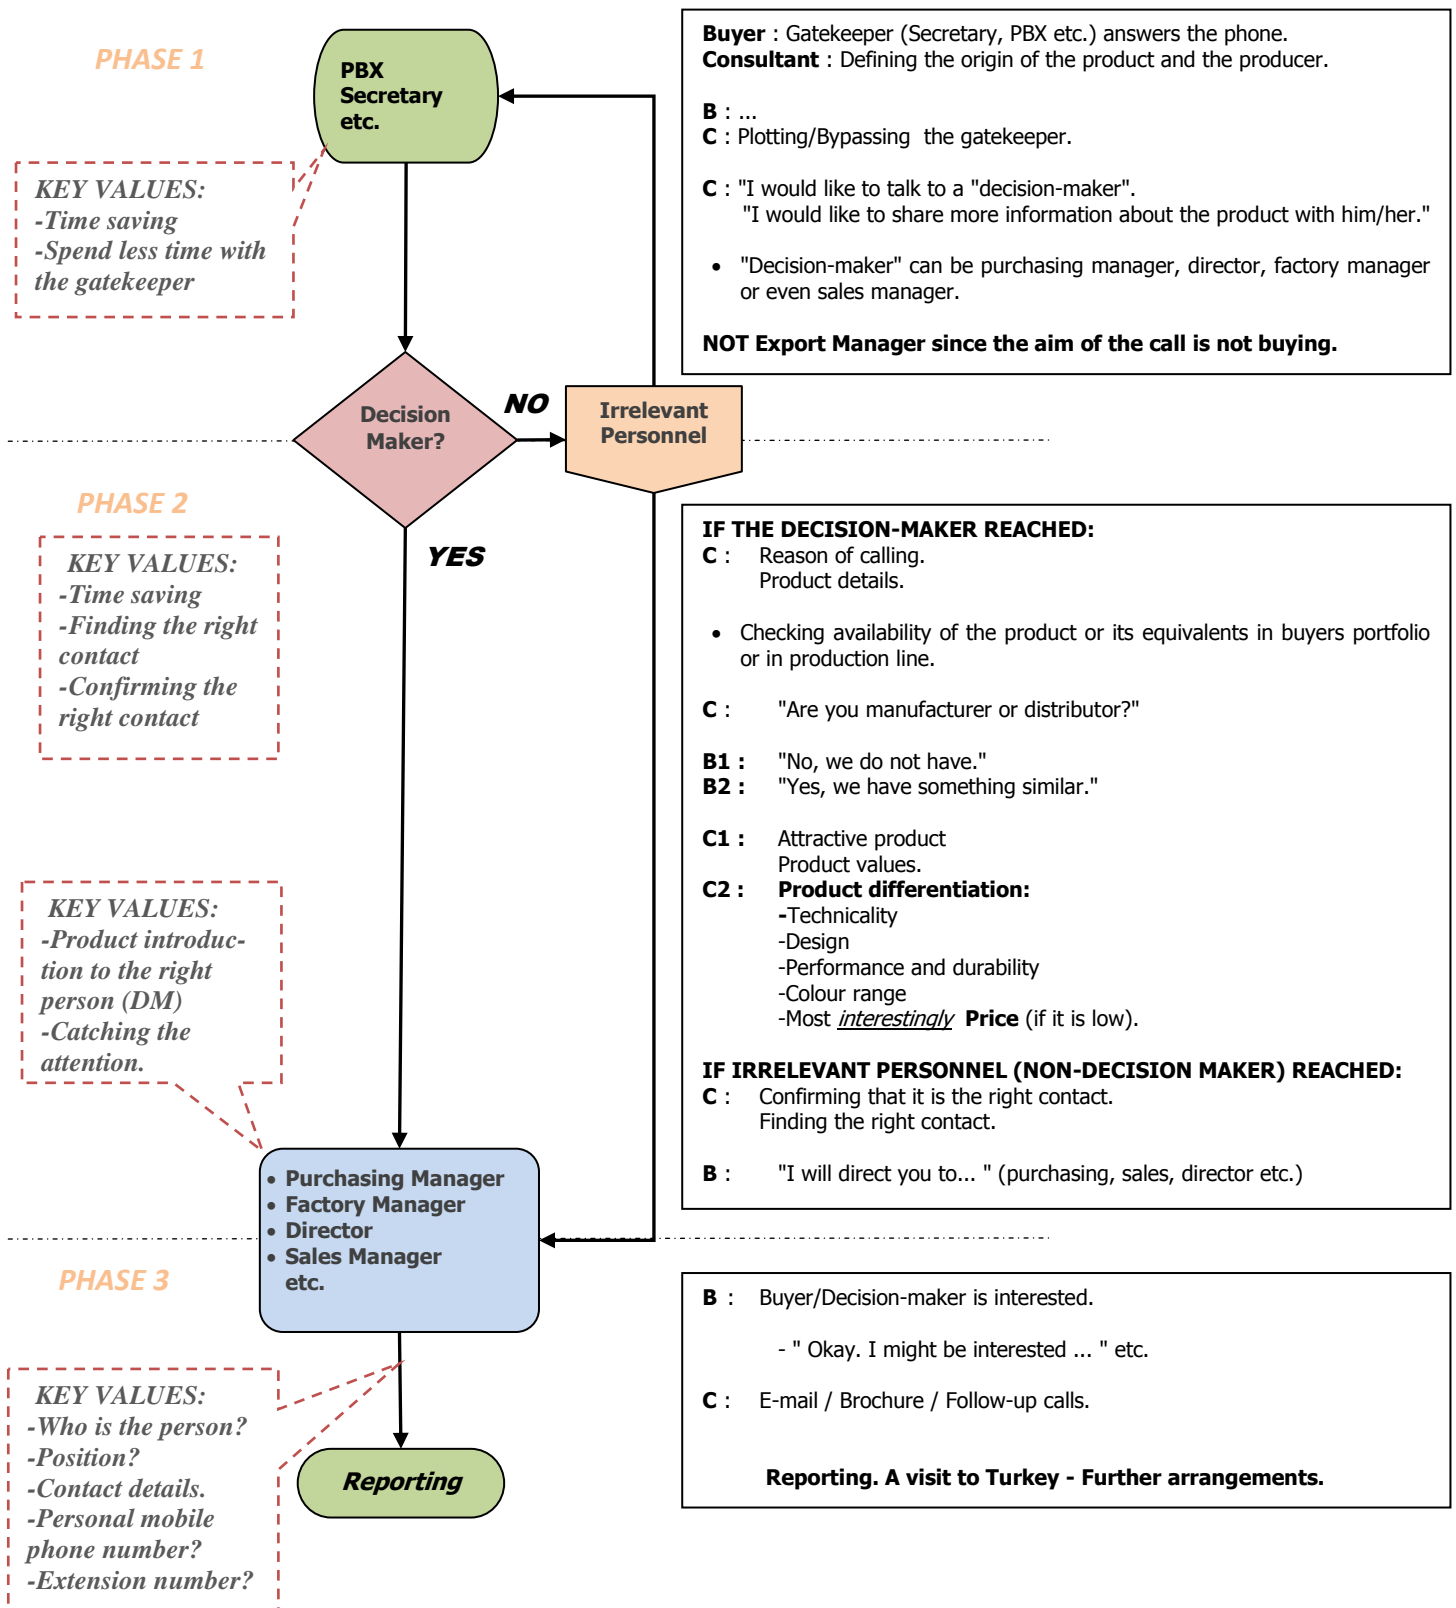 PHASE 1
PBX
Secretary
etc.
KEY VALUES:
-Time saving
-Spend less time with
the gatekeeper
Buyer : Gatekeeper (Secretary, PBX etc.) answers the phone.
Consultant : Defining the origin of the product and the producer.
B : ...
C : Plotting/Bypassing the gatekeeper.
C : "I would like to talk to a "decision-maker".
"I would like to share more information about the product with him/her."
• "Decision-maker" can be purchasing manager, director, factory manager
or even sales manager.
NOT Export Manager since the aim of the call is not buying.
Decision
Maker?
NO
Irrelevant
Personnel
YES
PHASE 2
KEY VALUES:
-Time saving
-Finding the right
contact
-Confirming the
right contact
IF THE DECISION-MAKER REACHED:
C : Reason of calling.
Product details.
• Checking availability of the product or its equivalents in buyers portfolio
or in production line.
C : "Are you manufacturer or distributor?"
B1 : "No, we do not have."
B2 : "Yes, we have something similar."
C1 : Attractive product
Product values.
C2 : Product differentiation:
-Technicality
-Design
-Performance and durability
-Colour range
-Most interestingly Price (if it is low).
IF IRRELEVANT PERSONNEL (NON-DECISION MAKER) REACHED:
C : Confirming that it is the right contact.
Finding the right contact.
B : "I will direct you to... " (purchasing, sales, director etc.)
KEY VALUES:
-Product introduc-
tion to the right
person (DM)
-Catching the
attention.
• Purchasing Manager
• Factory Manager
• Director
• Sales Manager
etc.
PHASE 3
KEY VALUES:
-Who is the person?
-Position?
-Contact details.
-Personal mobile
phone number?
-Extension number?
Reporting
B : Buyer/Decision-maker is interested.
- " Okay. I might be interested ... " etc.
C : E-mail / Brochure / Follow-up calls.
Reporting. A visit to Turkey - Further arrangements.